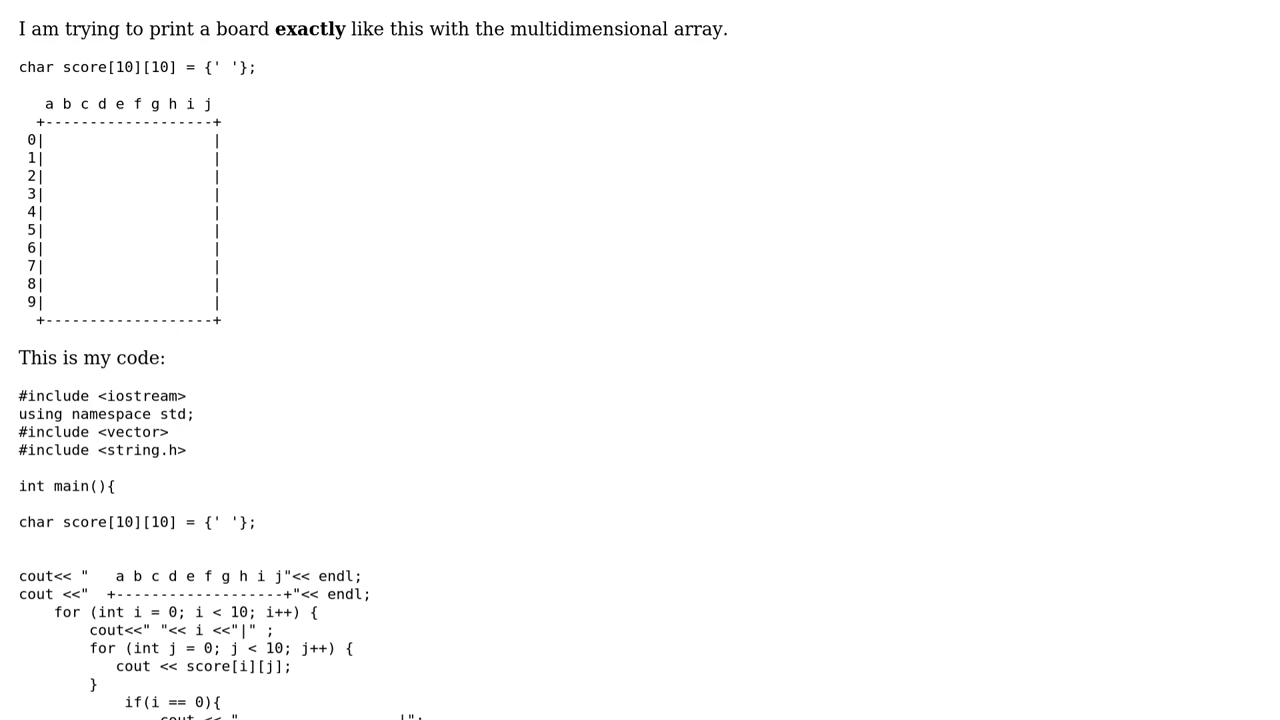 I am trying to print a board exactly like this with the multidimensional array.
char score[10][10] = {' '};
   a b c d e f g h i j
  +-------------------+
 0|                   |
 1|                   |
 2|                   |
 3|                   |
 4|                   |
 5|                   |
 6|                   |
 7|                   |
 8|                   |
 9|                   |
  +-------------------+
This is my code:
#include <iostream>
using namespace std;
#include <vector>
#include <string.h>
int main(){
char score[10][10] = {' '};
cout<< "   a b c d e f g h i j"<< endl;
cout <<"  +-------------------+"<< endl;
    for (int i = 0; i < 10; i++) {
        cout<<" "<< i <<"|" ;
        for (int j = 0; j < 10; j++) {
           cout << score[i][j];
        }
            if(i == 0){
                cout << "                  |";